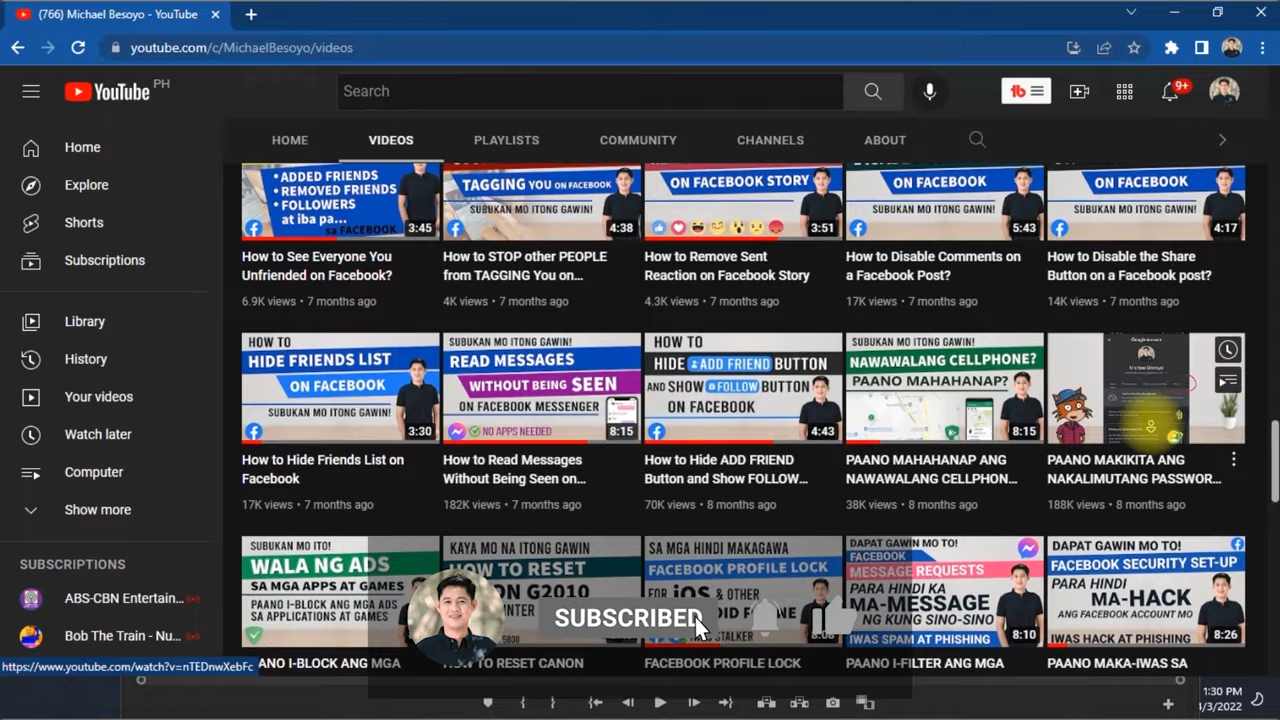 (766) Michael Besoyo - YouTube
youtube.com/c/MichaelBesoyo/videos
YouTube PH
Search
9+
HOME VIDEOS PLAYLISTS COMMUNITY CHANNELS ABOUT
Home
Explore
Shorts
Subscriptions
Library
History
Your videos
Watch later
Computer
Show more
SUBSCRIPTIONS
ABS-CBN Entertain...
Bob The Train - Nu...
• ADDED FRIENDS
• REMOVED FRIENDS
• FOLLOWERS
at iba pa...
sa FACEBOOK
3:45
How to See Everyone You
Unfriended on Facebook?
6.9K views • 7 months ago
TAGGING YOU ON FACEBOOK
SUBUKAN MO ITONG GAWIN!
4:38
How to STOP other PEOPLE
from TAGGING You on...
4K views • 7 months ago
ON FACEBOOK STORY
3:51
How to Remove Sent
Reaction on Facebook Story
4.3K views • 7 months ago
ON FACEBOOK
SUBUKAN MO ITONG GAWIN!
5:43
How to Disable Comments on
a Facebook Post?
17K views • 7 months ago
ON FACEBOOK
SUBUKAN MO ITONG GAWIN!
4:17
How to Disable the Share
Button on a Facebook post?
14K views • 7 months ago
HOW TO
HIDE FRIENDS LIST
ON FACEBOOK
SUBUKAN MO ITONG GAWIN!
3:30
How to Hide Friends List on
Facebook
17K views • 7 months ago
SUBUKAN MO ITONG GAWIN!
READ MESSAGES
WITHOUT BEING SEEN
ON FACEBOOK MESSENGER
NO APPS NEEDED
8:15
How to Read Messages
Without Being Seen on...
182K views • 7 months ago
HOW TO
HIDE ADD FRIEND BUTTON
AND SHOW FOLLOW BUTTON
ON FACEBOOK
4:43
How to Hide ADD FRIEND
Button and Show FOLLOW...
70K views • 8 months ago
SUBUKAN MO ITONG GAWIN!
NAWAWALANG CELLPHONE?
PAANO MAHAHANAP?
8:15
PAANO MAHAHANAP ANG
NAWAWALANG CELLPHON...
38K views • 8 months ago
PAANO MAKIKITA ANG
NAKALIMUTANG PASSWOR...
188K views • 8 months ago
SUBUKAN MO ITO!
WALA NG ADS
SA MGA APPS AT GAMES
PAANO I-BLOCK ANG MGA ADS
SA APPLICATIONS AT GAMES?
ANO I-BLOCK ANG MGA
KAYA MO NA ITONG GAWIN
HOW TO RESET
ON G2010
INTER
5800
TO RESET CANON
SA MGA HINDI MAKAGAWA
FACEBOOK PROFILE LOCK
FOR iOS & OTHER
STALKER
FACEBOOK PROFILE LOCK
DAPAT GAWIN MO TO!
FACEBOOK
MESSAGE REQUESTS
PARA HINDI KA
MA-MESSAGE
NG KUNG SINO-SINO
IWAS SPAM AT PHISHING
8:10
PAANO I-FILTER ANG MGA
DAPAT GAWIN MO TO!
FACEBOOK SECURITY SET-UP
PARA HINDI
MA-HACK
ANG FACEBOOK ACCOUNT MO
IWAS PHISHING
8:26
PAANO MAKA-IWAS SA
SUBSCRIBED
https://www.youtube.com/watch?v=nTEDnwXebFc
1:30 PM
/3/2022